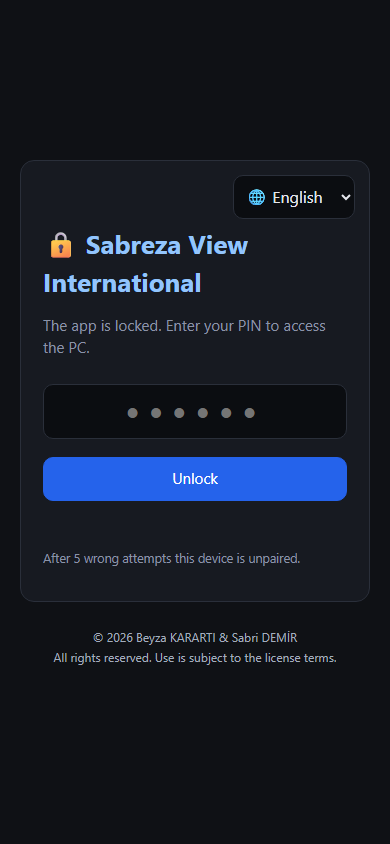 🌐 English
🔒 Sabreza View
International
The app is locked. Enter your PIN to access
the PC.
● ● ● ● ● ●
Unlock
After 5 wrong attempts this device is unpaired.
© 2026 Beyza KARARTI & Sabri DEMİR
All rights reserved. Use is subject to the license terms.